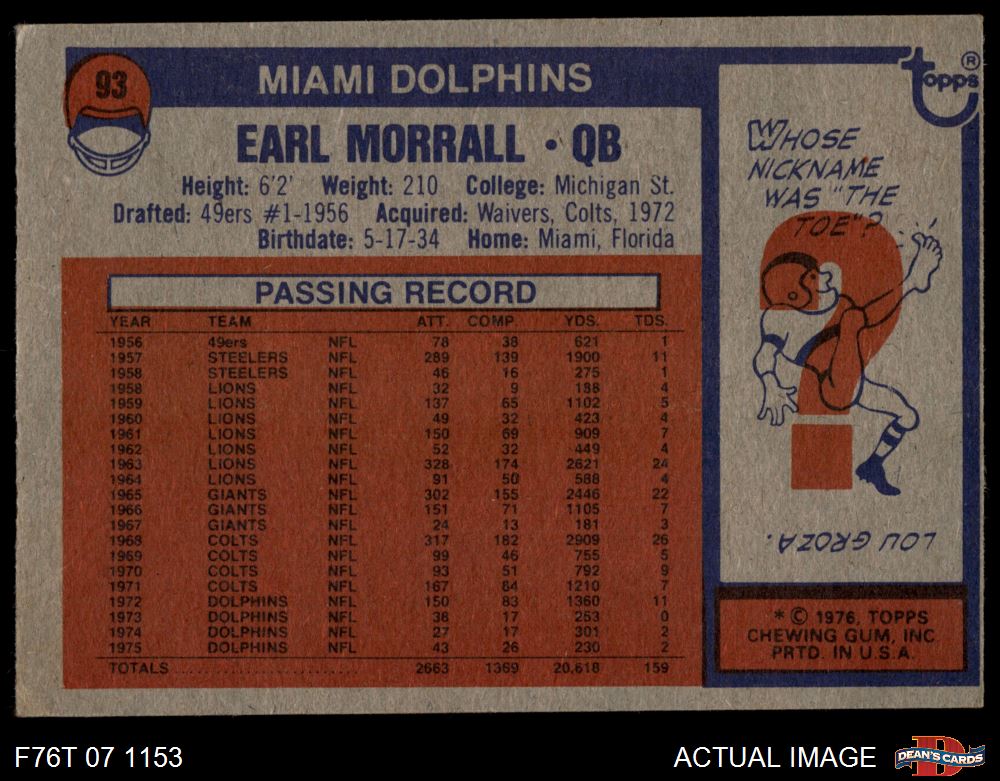 93
MIAMI DOLPHINS
topps®
EARL MORRALL • QB
Height: 6'2' Weight: 210 College: Michigan St.
Drafted: 49ers #1-1956 Acquired: Waivers, Colts, 1972
Birthdate: 5-17-34 Home: Miami, Florida
PASSING RECORD
YEAR TEAM ATT. COMP. YDS. TDS.
1956 49ers NFL 78 38 621 1
1957 STEELERS NFL 289 139 1900 11
1958 STEELERS NFL 46 16 275 1
1958 LIONS NFL 32 9 188 4
1959 LIONS NFL 137 65 1102 5
1960 LIONS NFL 49 32 423 4
1961 LIONS NFL 150 69 909 7
1962 LIONS NFL 52 32 449 4
1963 LIONS NFL 328 174 2621 24
1964 LIONS NFL 91 50 588 4
1965 GIANTS NFL 302 155 2446 22
1966 GIANTS NFL 151 71 1105 7
1967 GIANTS NFL 24 13 181 3
1968 COLTS NFL 317 182 2909 26
1969 COLTS NFL 99 46 755 5
1970 COLTS NFL 93 51 792 9
1971 COLTS NFL 167 84 1210 7
1972 DOLPHINS NFL 150 83 1360 11
1973 DOLPHINS NFL 38 17 253 0
1974 DOLPHINS NFL 27 17 301 2
1975 DOLPHINS NFL 43 26 230 2
TOTALS 2663 1369 20,618 159
WHOSE
NICKNAME
WAS "THE
TOE"?
LOU GROZA.
* © 1976, TOPPS
CHEWING GUM, INC
PRTD. IN U.S.A.
F76T 07 1153
ACTUAL IMAGE
D
DEAN'S CARDS